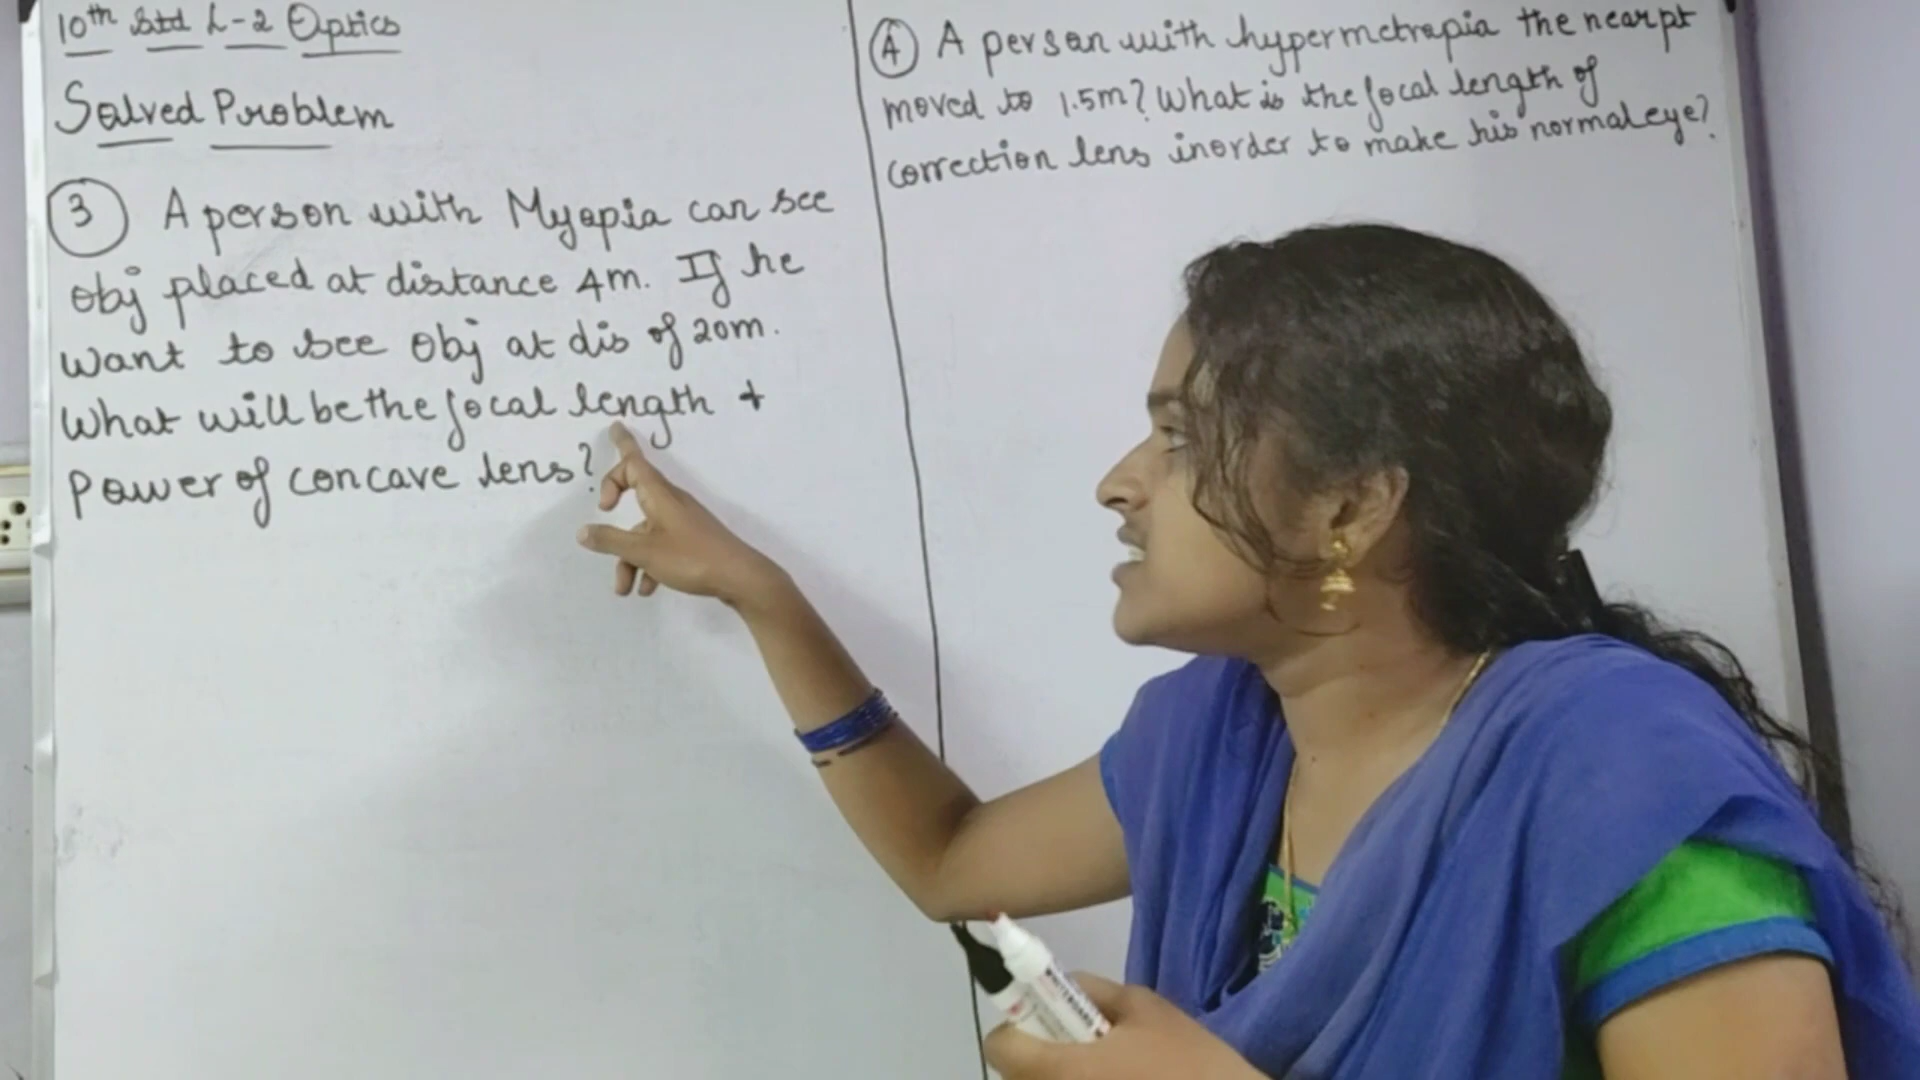 10th Std L-2 Optics
Solved Problem
3 A person with Myopia can see
obj placed at distance 4m. If he
want to see Obj at dis of 20m.
What will be the focal length +
Power of concave lens?
4 A person with hypermetropia the near pt
moved to 1.5m? What is the focal length of
correction lens inorder to make his normal eye?